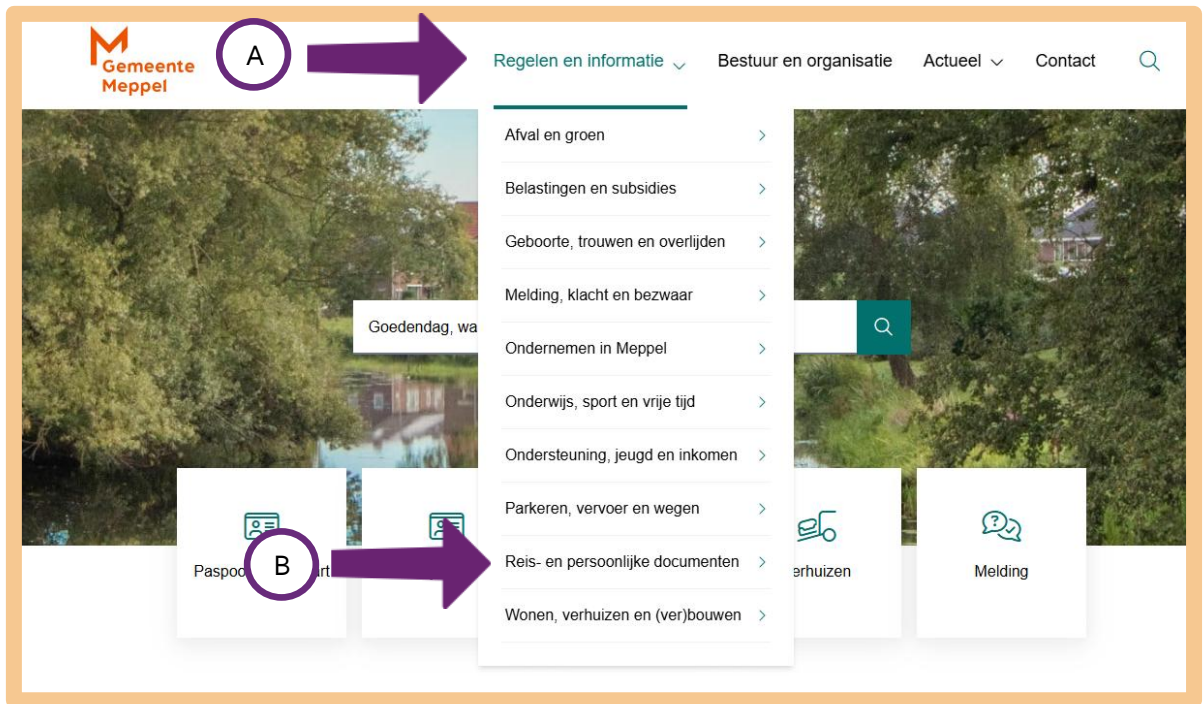 Gemeente
Meppel
A
Regelen en informatie
Bestuur en organisatie
Actueel
Contact
Afval en groen
Belastingen en subsidies
Geboorte, trouwen en overlijden
Melding, klacht en bezwaar
Goedendag, wa
Ondernemen in Meppel
Onderwijs, sport en vrije tijd
Ondersteuning, jeugd en inkomen
Parkeren, vervoer en wegen
Reis- en persoonlijke documenten
Wonen, verhuizen en (ver)bouwen
B
Paspoo
art
erhuizen
Melding